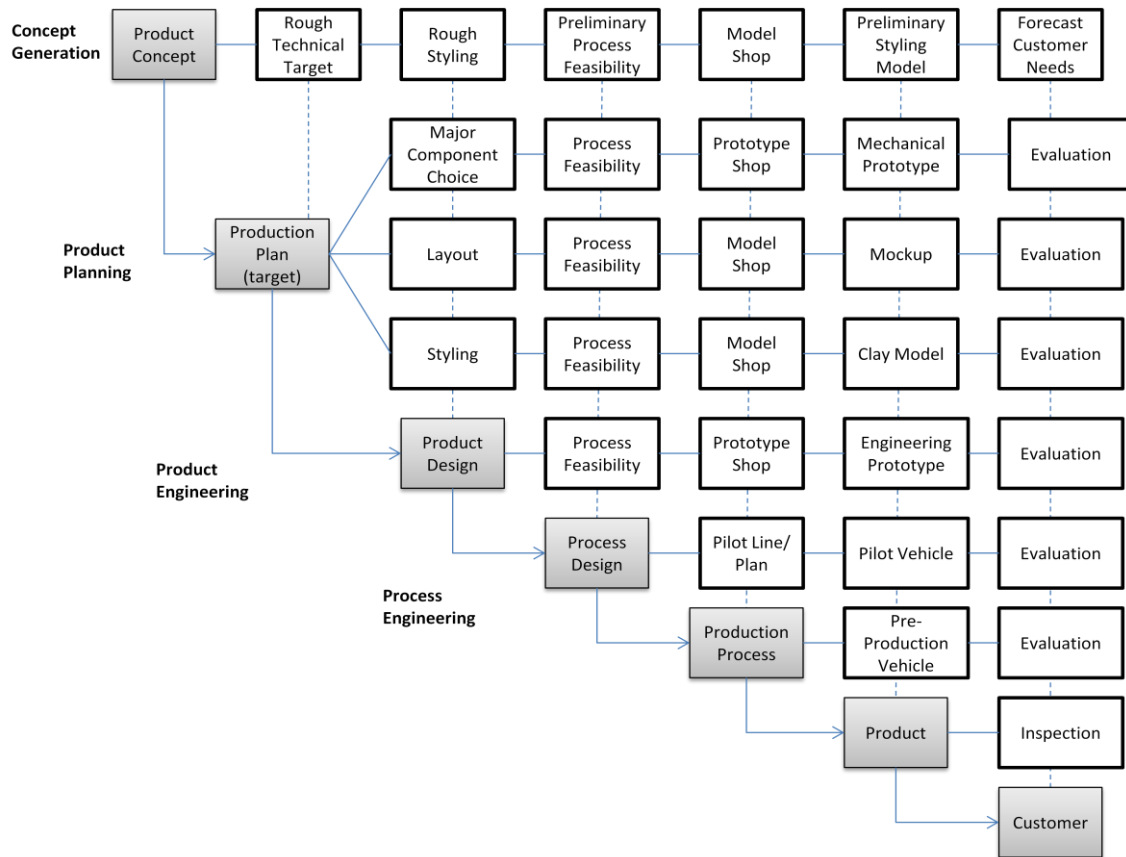 Concept
Generation
Product
Concept
Rough
Technical
Target
Rough
Styling
Preliminary
Process
Feasibility
Model
Shop
Preliminary
Styling
Model
Forecast
Customer
Needs
Major
Component
Choice
Process
Feasibility
Prototype
Shop
Mechanical
Prototype
Evaluation
Product
Planning
Production
Plan
(target)
Layout
Process
Feasibility
Model
Shop
Mockup
Evaluation
Styling
Process
Feasibility
Model
Shop
Clay Model
Evaluation
Product
Engineering
Product
Design
Process
Feasibility
Prototype
Shop
Engineering
Prototype
Evaluation
Process
Engineering
Process
Design
Pilot Line/
Plan
Pilot Vehicle
Evaluation
Production
Process
Pre-
Production
Vehicle
Evaluation
Product
Inspection
Customer